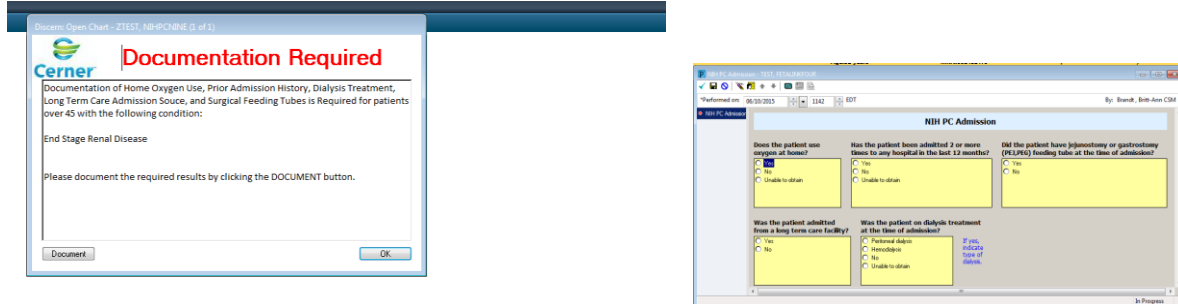 Discern: Open Chart - ZTEST, NIHPCNINE (1 of 1)
Cerner
Documentation Required
Documentation of Home Oxygen Use, Prior Admission History, Dialysis Treatment,
Long Term Care Admission Souce, and Surgical Feeding Tubes is Required for patients
over 45 with the following condition:
End Stage Renal Disease
Please document the required results by clicking the DOCUMENT button.
Document
OK
NIH PC Admission - TEST, PETALINKFOUR
*Performed on: 06/10/2015 1142 EDT
By: Brandt, Britt-Ann CSM
NIH PC Admission
NIH PC Admission
Does the patient use
oxygen at home?
Yes
No
Unable to obtain
Has the patient been admitted 2 or more
times to any hospital in the last 12 months?
Yes
No
Unable to obtain
Did the patient have jejunostomy or gastrostomy
(PEJ,PEG) feeding tube at the time of admission?
Yes
No
Was the patient admitted
from a long term care facility?
Yes
No
Was the patient on dialysis treatment
at the time of admission?
Peritoneal dialysis
Hemodialysis
No
Unable to obtain
If yes,
indicate
type of
dialysis.
In Progress